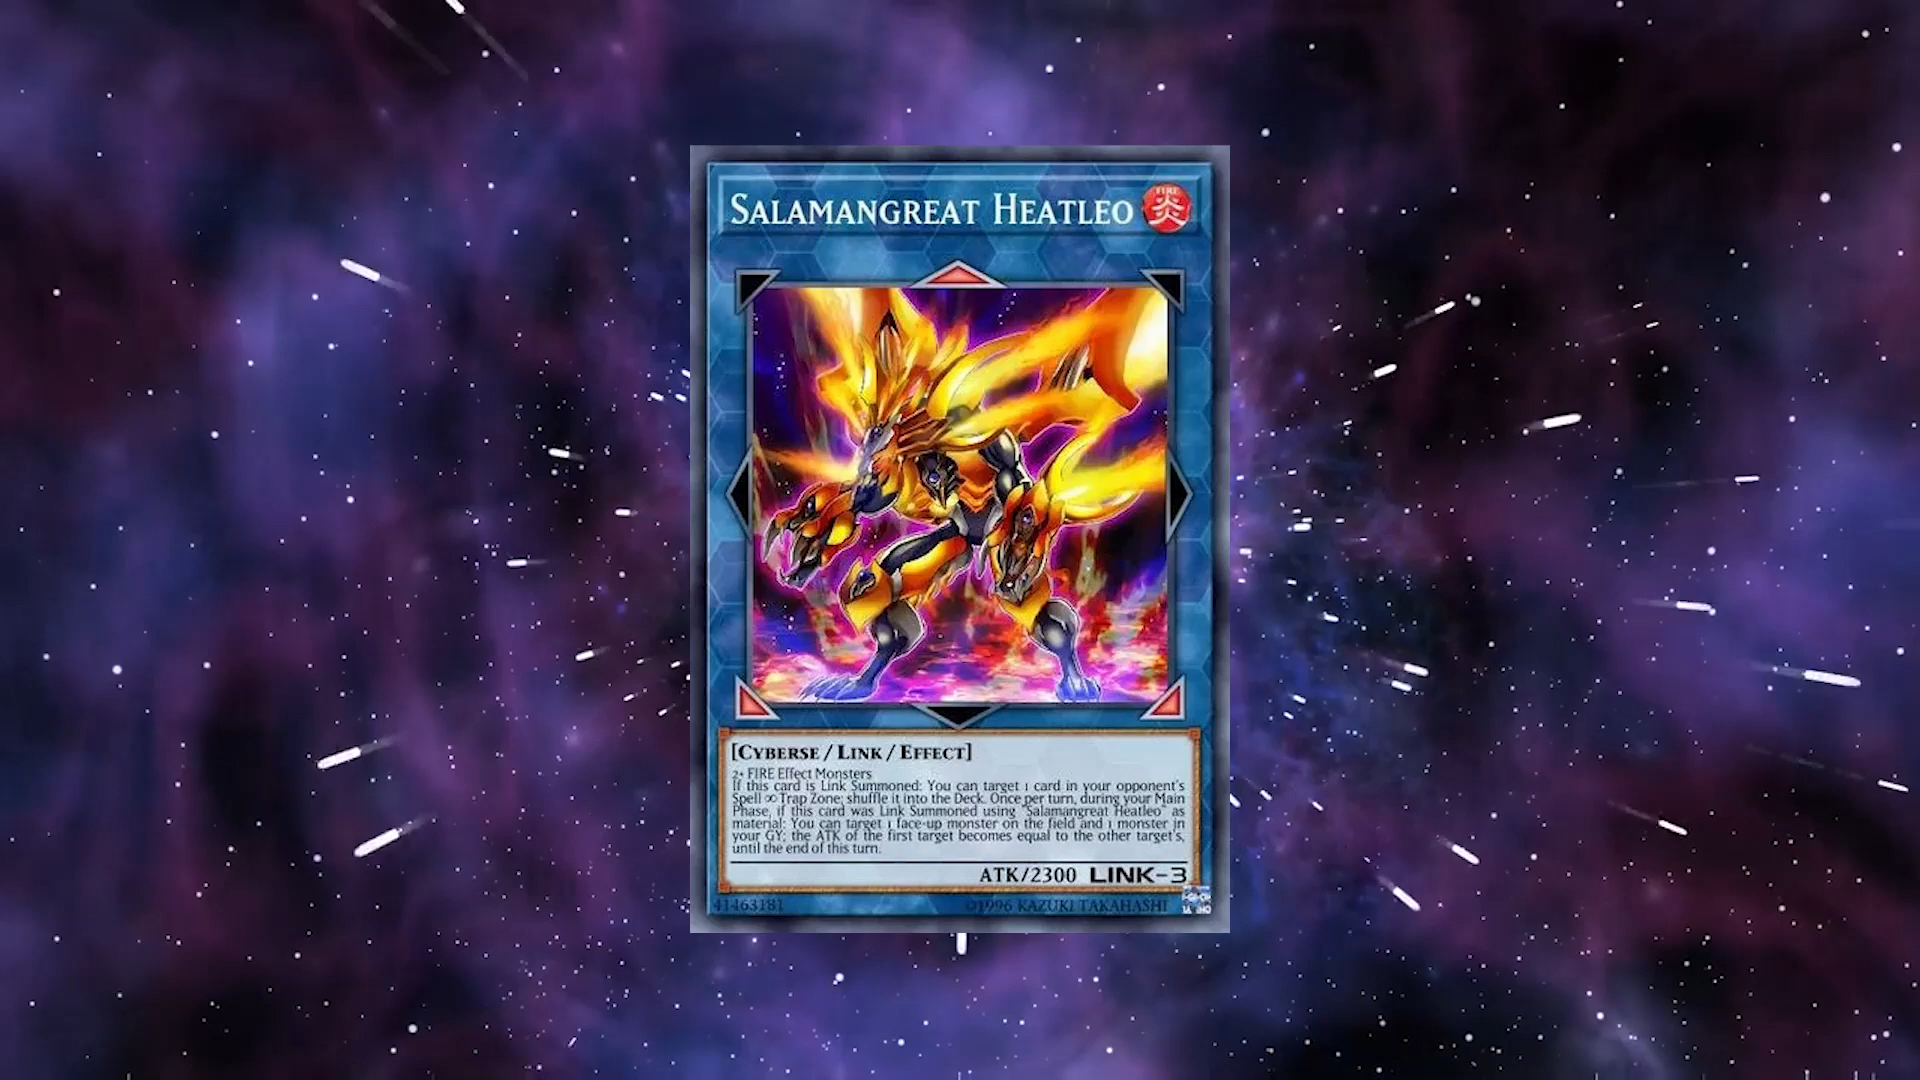 SALAMANGREAT HEATLEO
FIRE
炎
[CYBERSE / LINK / EFFECT]
2+ FIRE Effect Monsters
If this card is Link Summoned: You can target 1 card in your opponent's
Spell ∞ Trap Zone; shuffle it into the Deck. Once per turn, during your Main
Phase, if this card was Link Summoned using "Salamangreat Heatleo" as
material: You can target 1 face-up monster on the field and 1 monster in
your GY; the ATK of the first target becomes equal to the other target's,
until the end of this turn.
ATK/2300 LINK-3
41463181
©1996 KAZUKI TAKAHASHI